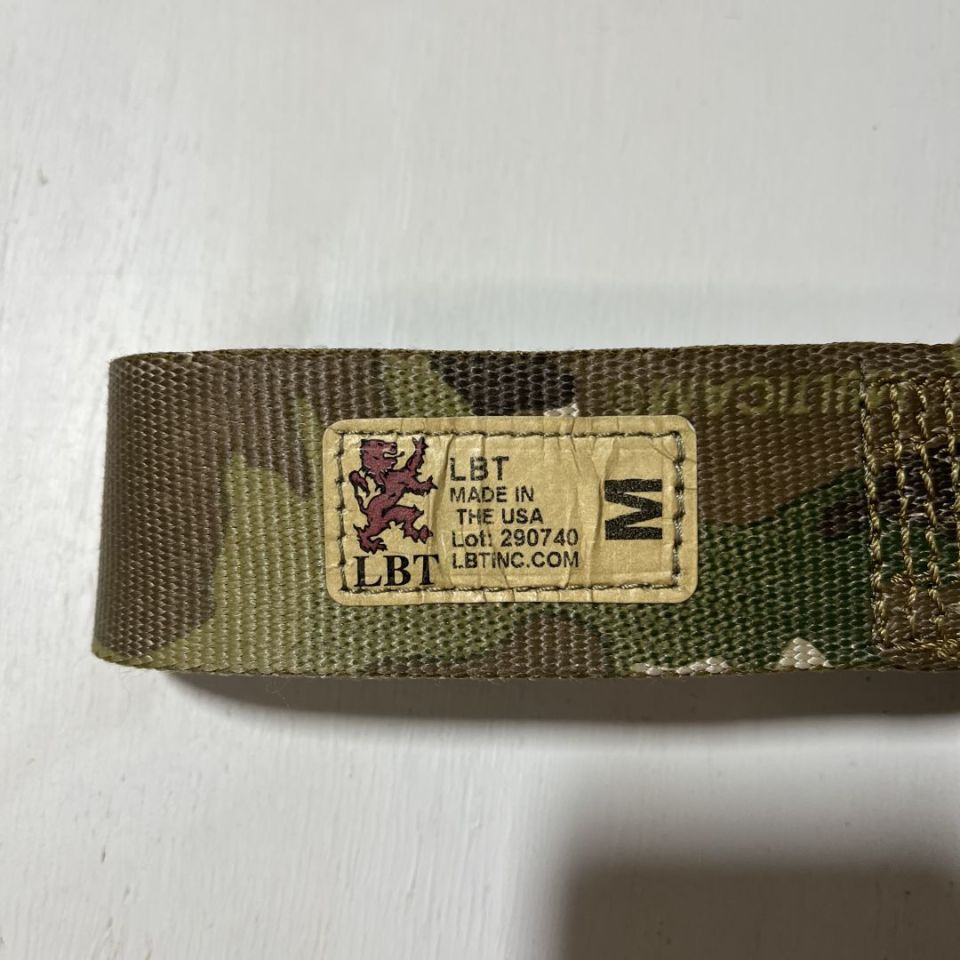 LBT
LBT
MADE IN
THE USA
Lot: 290740
LBTINC.COM
M